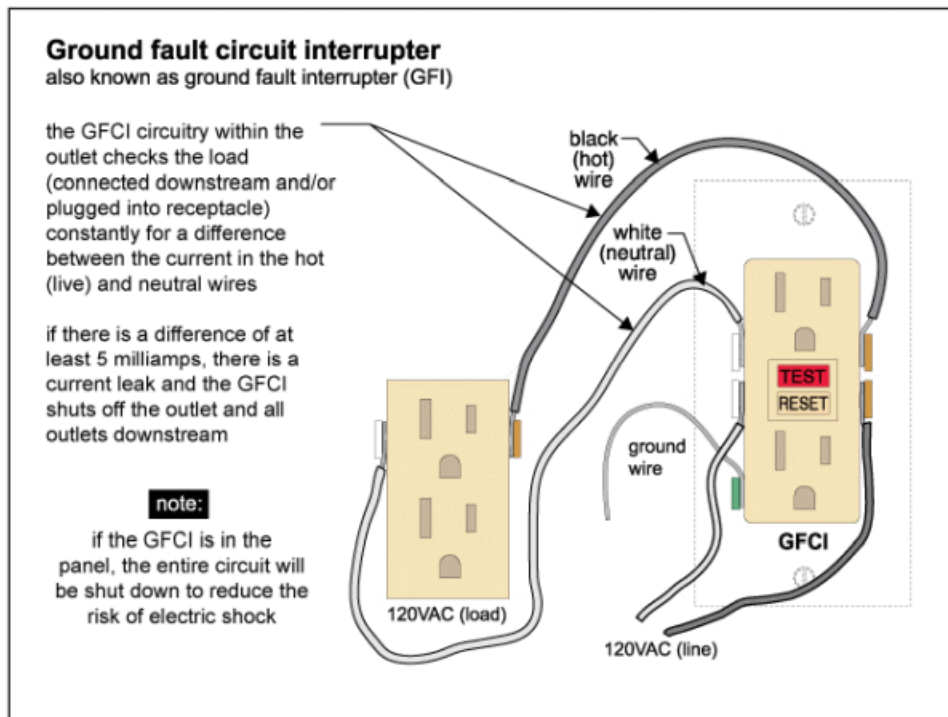 Ground fault circuit interrupter
also known as ground fault interrupter (GFI)
the GFCI circuitry within the
outlet checks the load
(connected downstream and/or
plugged into receptacle)
constantly for a difference
between the current in the hot
(live) and neutral wires
if there is a difference of at
least 5 milliamps, there is a
current leak and the GFCI
shuts off the outlet and all
outlets downstream
note:
if the GFCI is in the
panel, the entire circuit will
be shut down to reduce the
risk of electric shock
black
(hot)
wire
white
(neutral)
wire
TEST
RESET
ground
wire
GFCI
120VAC (load)
120VAC (line)